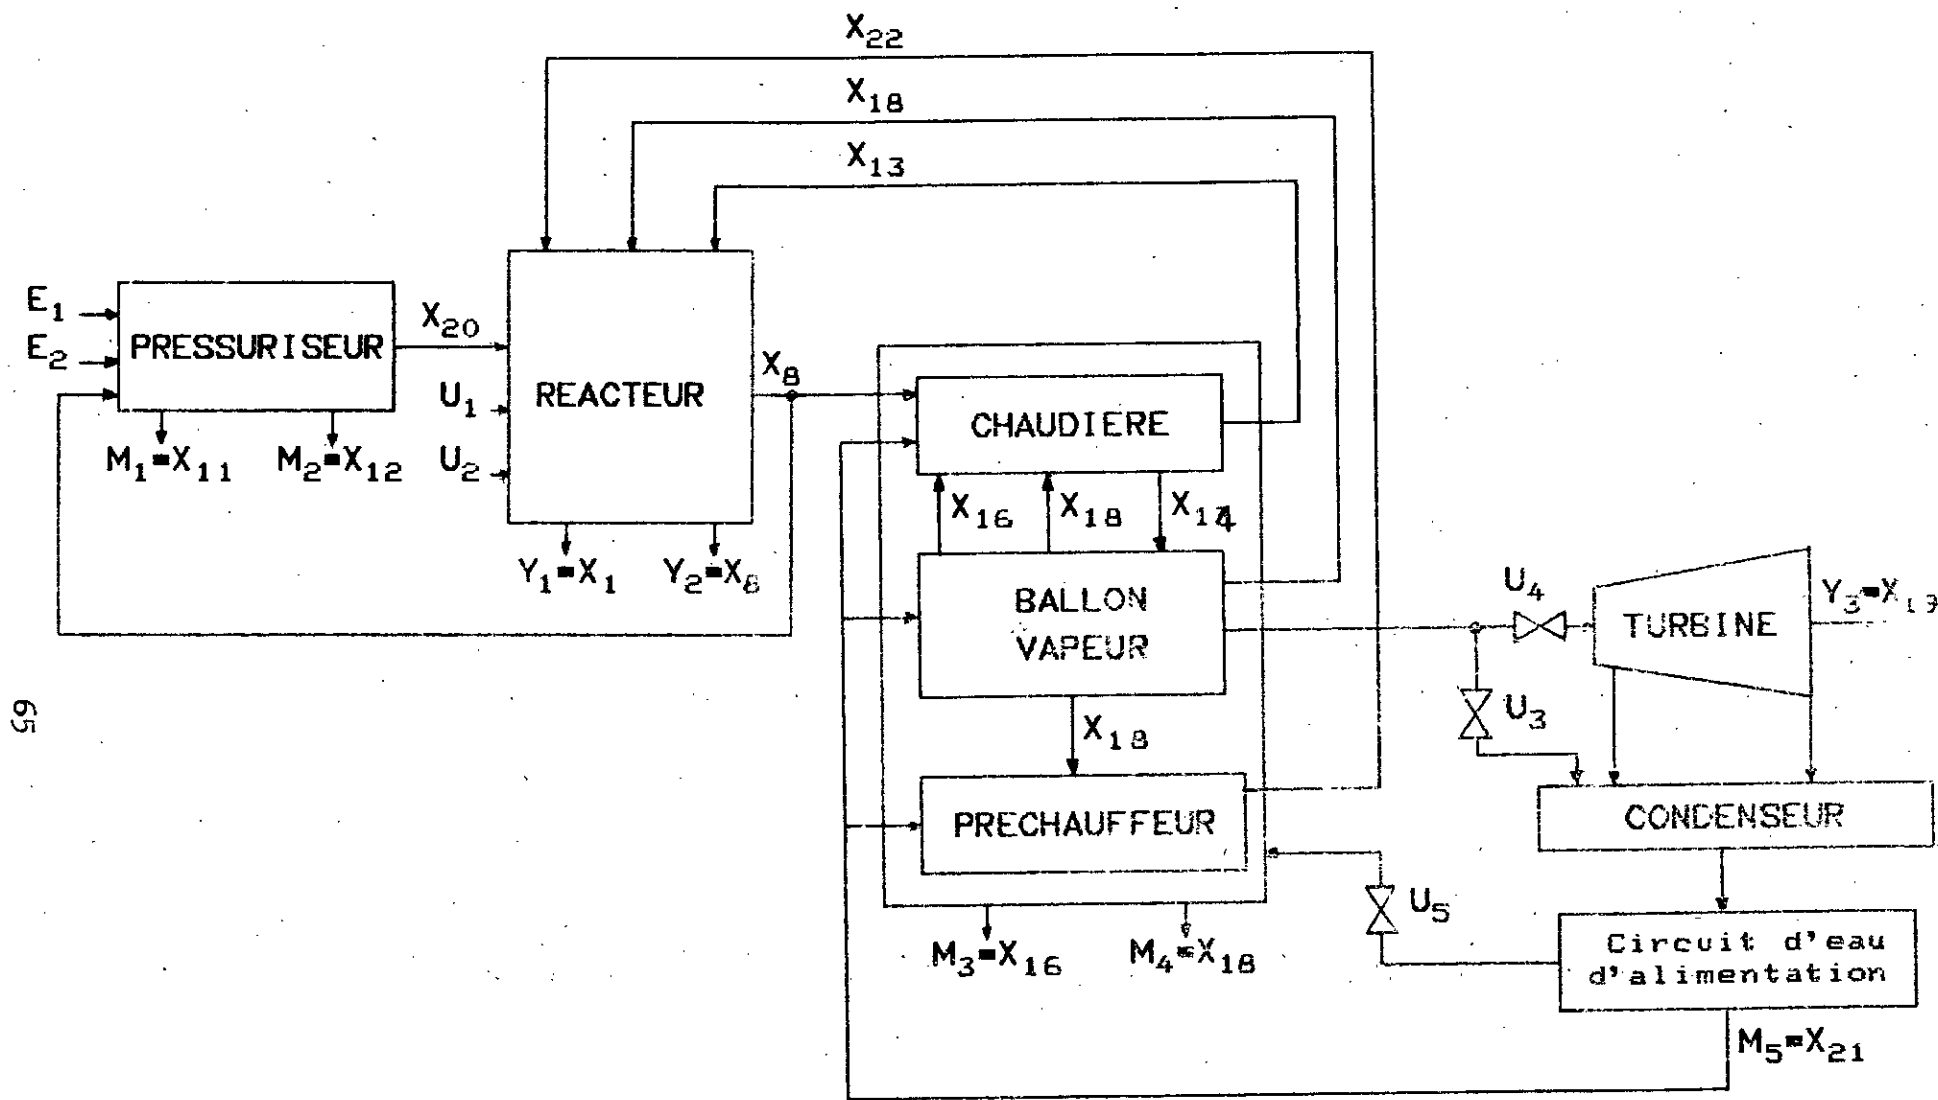 X22
X18
X13
E1
E2
PRESSURISEUR
X20
U1
U2
REACTEUR
X8
M1=X11
M2=X12
Y1=X1
Y2=X8
CHAUDIERE
X16
X18
BALLON
VAPEUR
X18
PRECHAUFFEUR
M3=X16
M4=X18
U4
U3
TURBINE
Y3=X19
CONDENSEUR
U5
Circuit d'eau
d'alimentation
M5=X21
65